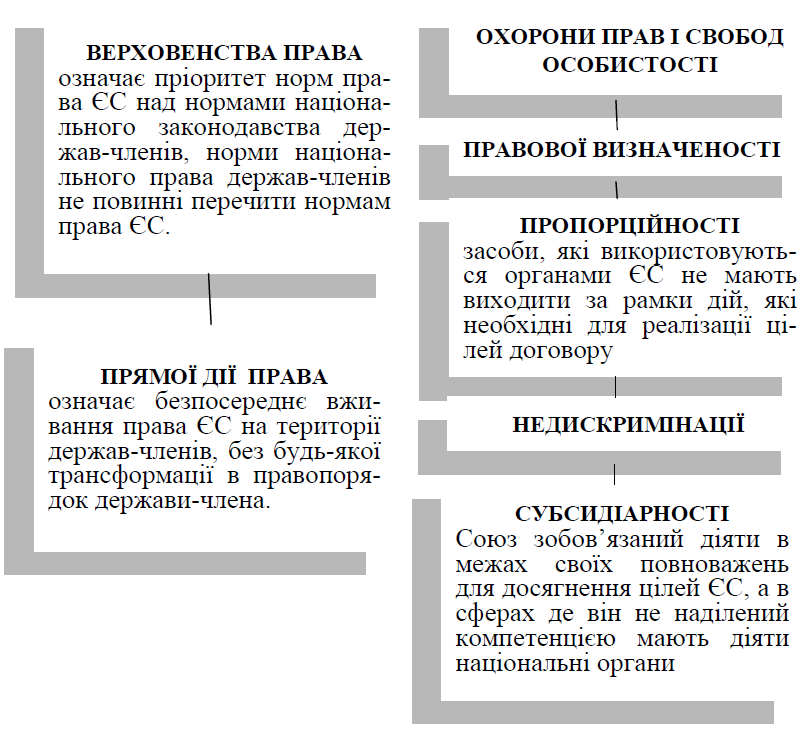 ВЕРХОВЕНСТВА ПРАВА
означає пріоритет норм пра-
ва ЄС над нормами націона-
льного законодавства дер-
жав-членів, норми націона-
льного права держав-членів
не повинні перечити нормам
права ЄС.
ПРЯМОЇ ДІЇ ПРАВА
означає безпосереднє вжи-
вання права ЄС на території
держав-членів, без будь-якої
трансформації в правопоря-
док держави-члена.
ОХОРОНИ ПРАВ І СВОБОД
ОСОБИСТОСТІ
ПРАВОВОЇ ВИЗНАЧЕНОСТІ
ПРОПОРЦІЙНОСТІ
засоби, які використовують-
ся органами ЄС не мають
виходити за рамки дій, які
необхідні для реалізації ці-
лей договору
НЕДИСКРИМІНАЦІЇ
СУБСИДІАРНОСТІ
Союз зобов’язаний діяти в
межах своїх повноважень
для досягнення цілей ЄС, а в
сферах де він не наділений
компетенцією мають діяти
національні органи